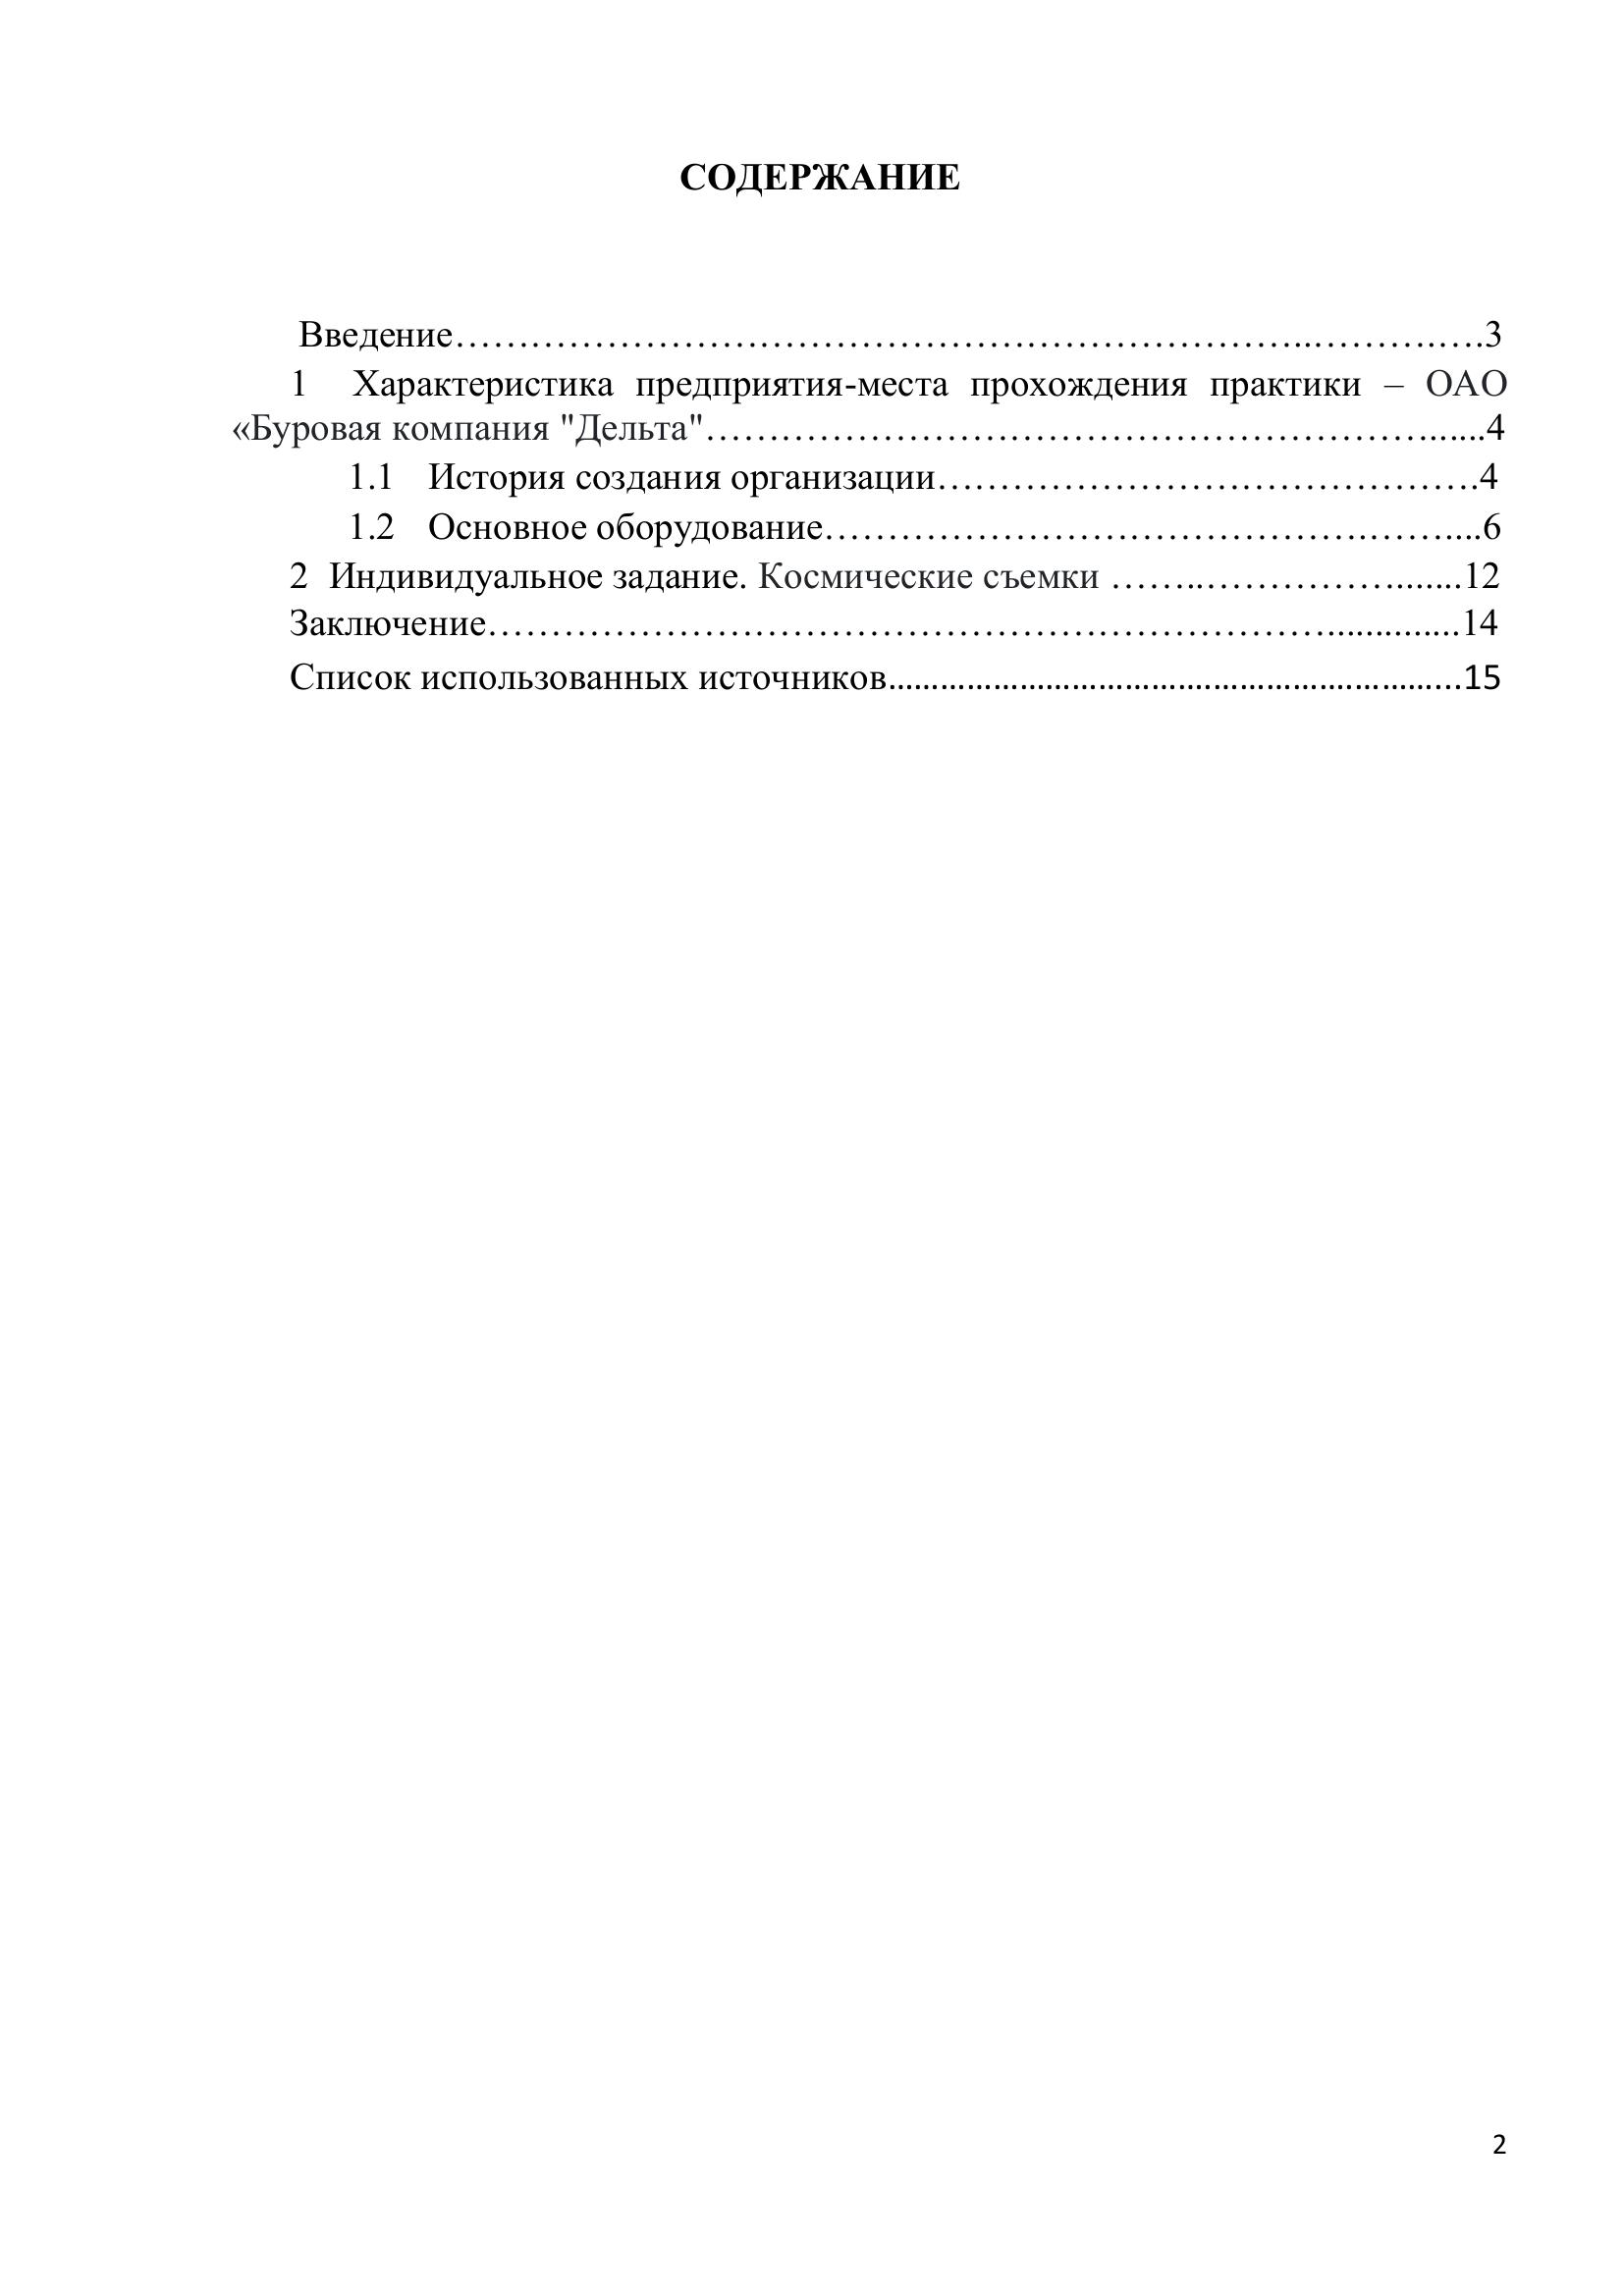 СОДЕРЖАНИЕ
Введение…………………………………………………………..……….….3
1 Характеристика предприятия-места прохождения практики – ОАО
«Буровая компания "Дельта"…………………………………………………......4
1.1 История создания организации…………………………………….4
1.2 Основное оборудование…………………………………….……....6
2 Индивидуальное задание. Космические съемки ……..……………........12
Заключение…………………………………………………………...............14
Список использованных источников……………………………………………...15
2